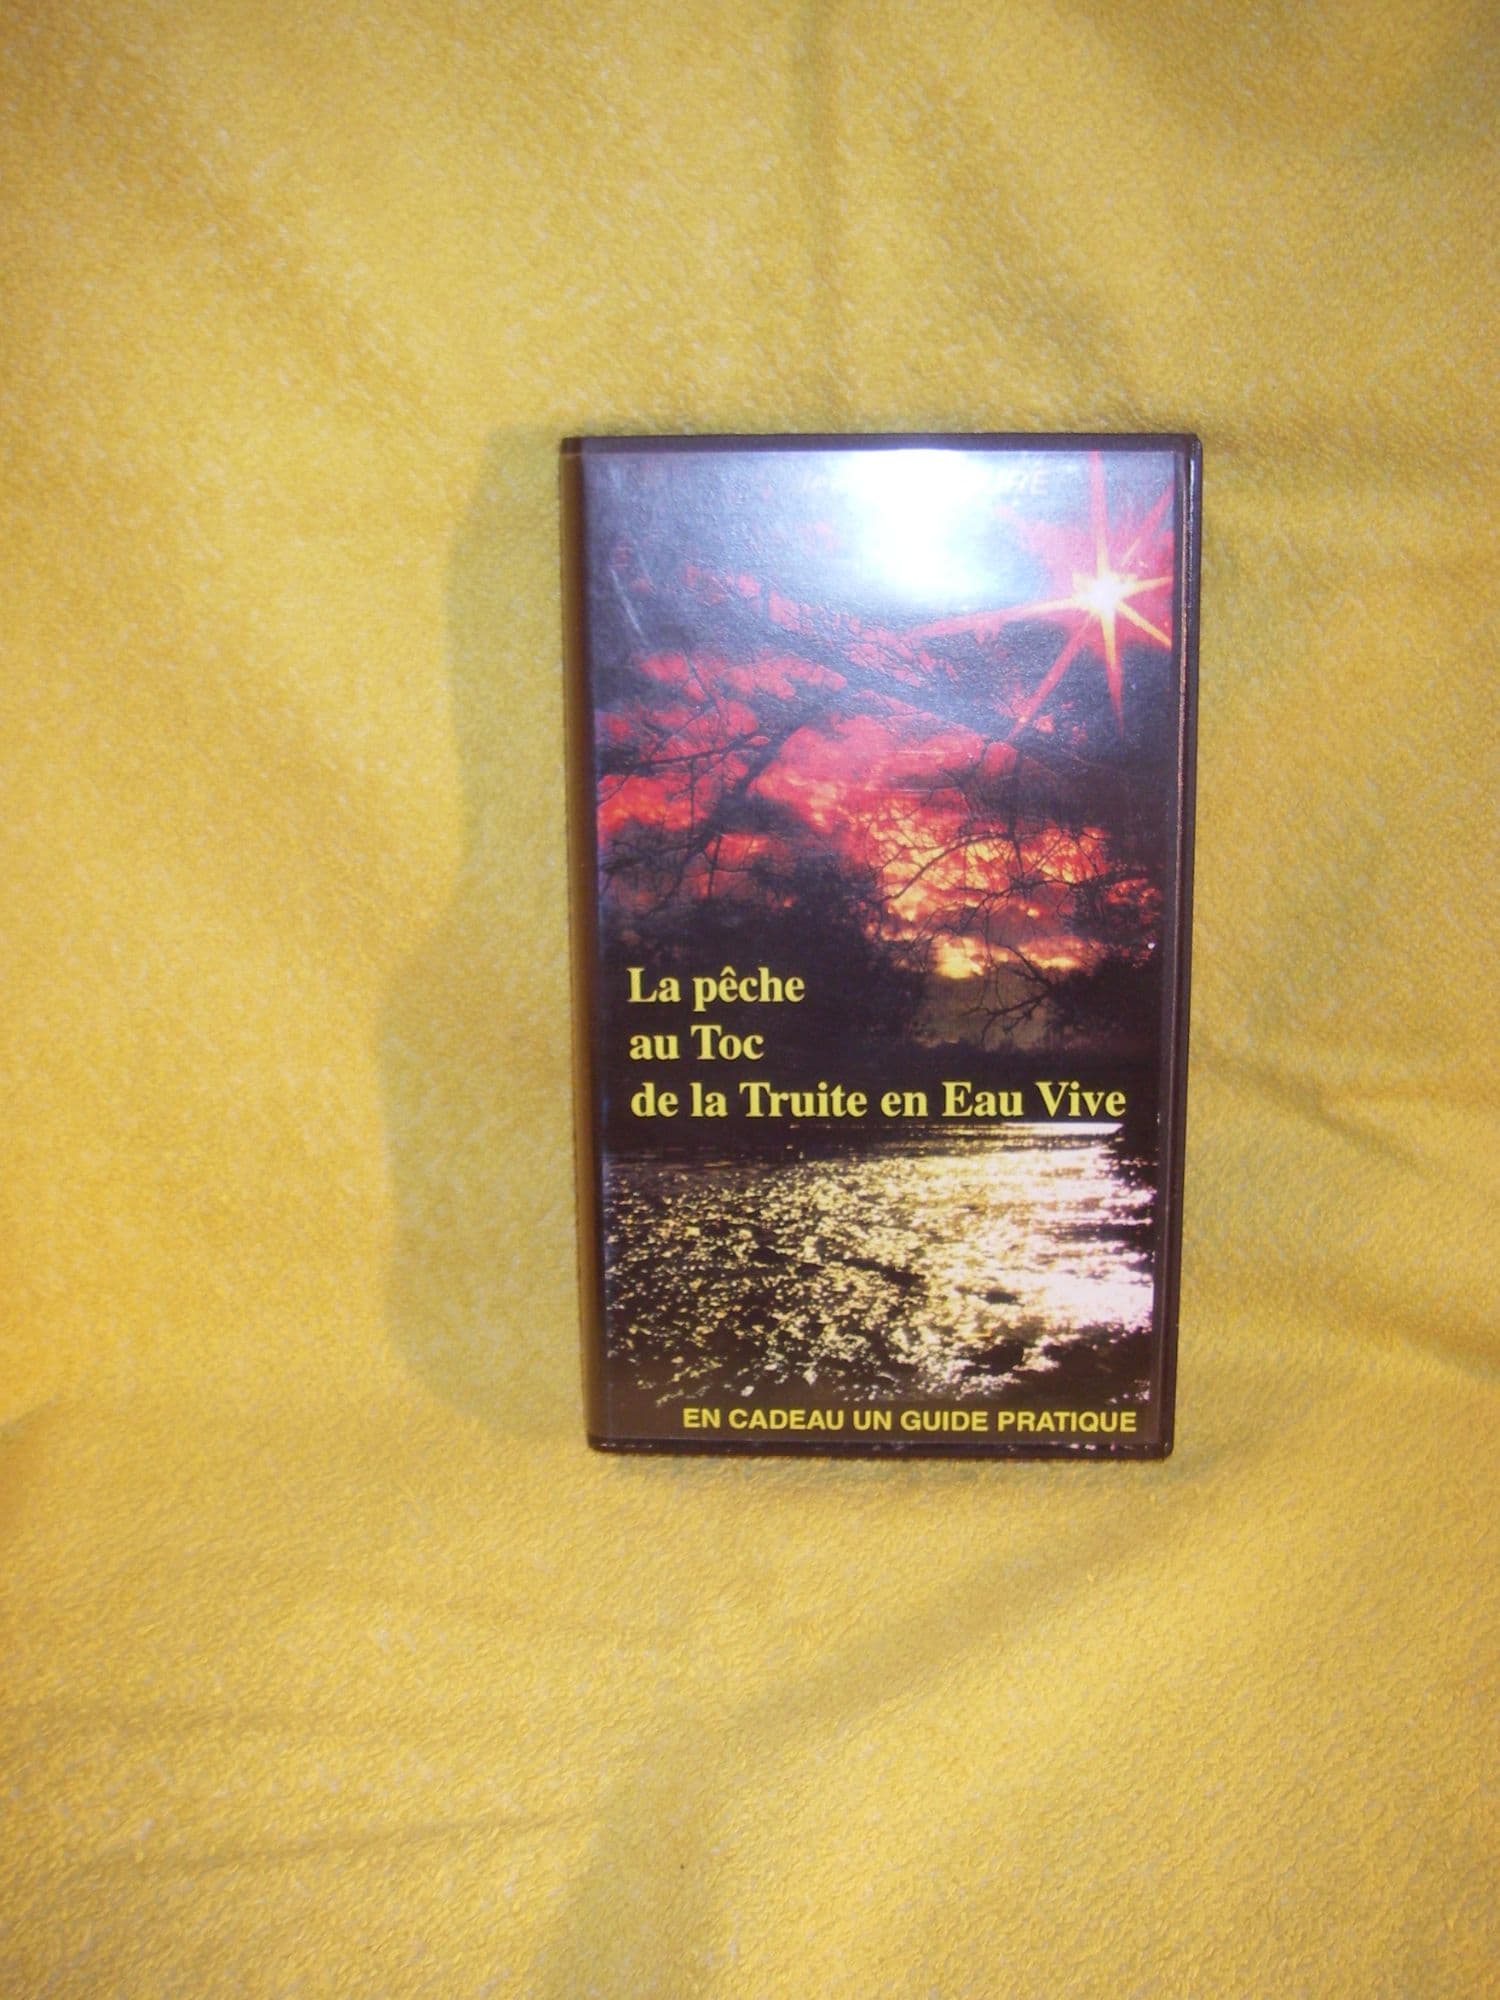 La pêche
au Toc
de la Truite en Eau Vive
EN CADEAU UN GUIDE PRATIQUE